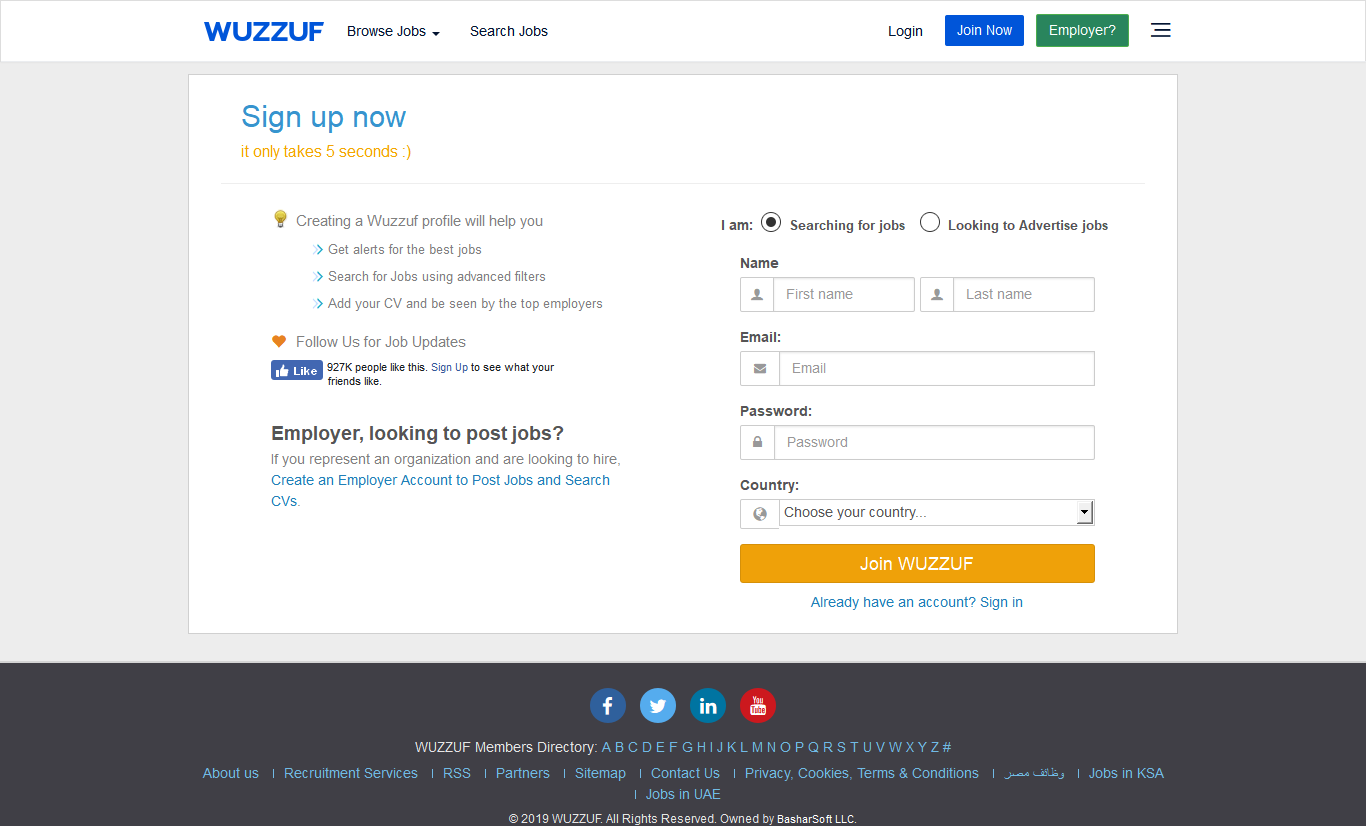 WUZZUF Browse Jobs Search Jobs Login Join Now Employer?
Sign up now
it only takes 5 seconds :)
Creating a Wuzzuf profile will help you
Get alerts for the best jobs
Search for Jobs using advanced filters
Add your CV and be seen by the top employers
Follow Us for Job Updates
Like 927K people like this. Sign Up to see what your
friends like.
Employer, looking to post jobs?
If you represent an organization and are looking to hire,
Create an Employer Account to Post Jobs and Search
CVs.
I am: Searching for jobs Looking to Advertise jobs
Name
First name Last name
Email:
Email
Password:
Password
Country:
Choose your country...
Join WUZZUF
Already have an account? Sign in
You Tube
WUZZUF Members Directory: A B C D E F G H I J K L M N O P Q R S T U V W X Y Z #
About us | Recruitment Services | RSS | Partners | Sitemap | Contact Us | Privacy, Cookies, Terms & Conditions | وظائف مصر | Jobs in KSA
| Jobs in UAE
© 2019 WUZZUF. All Rights Reserved. Owned by BasharSoft LLC.